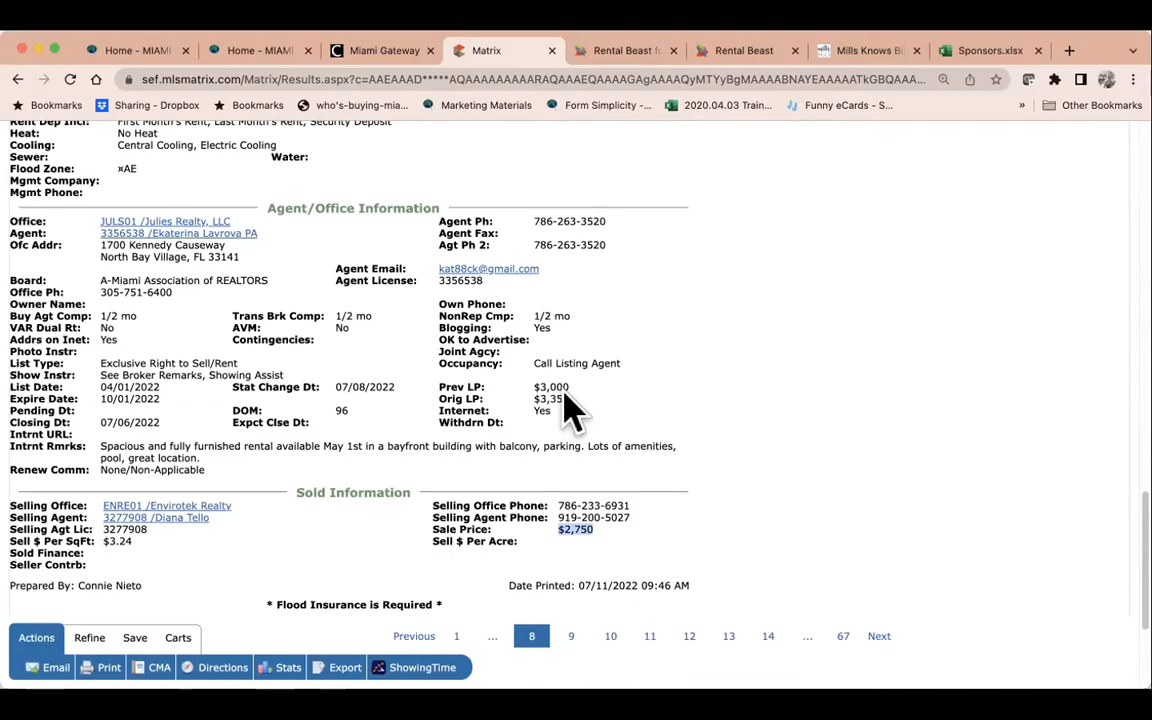 Home - MIAMI
Home - MIAMI
Miami Gateway
Matrix
Rental Beast fo
Rental Beast
Mills Knows Bi
Sponsors.xlsx
sef.mlsmatrix.com/Matrix/Results.aspx?c=AAEAAAD*****AQAAAAAAAAARAQAAAEQAAAAGAgAAAAQyMTYyBgMAAAABNAYEAAAAATkGBQAAA...
Bookmarks
Sharing - Dropbox
Bookmarks
who's-buying-mia...
Marketing Materials
Form Simplicity -...
2020.04.03 Train...
Funny eCards - S...
»
Other Bookmarks
Rent Dep Incl: First Month's Rent, Last Month's Rent, Security Deposit
Heat: No Heat
Cooling: Central Cooling, Electric Cooling
Sewer: Water:
Flood Zone: ¤AE
Mgmt Company:
Mgmt Phone:
Agent/Office Information
Office: JULS01 /Julies Realty, LLC Agent Ph: 786-263-3520
Agent: 3356538 /Ekaterina Lavrova PA Agent Fax:
Ofc Addr: 1700 Kennedy Causeway Agt Ph 2: 786-263-3520
North Bay Village, FL 33141
Agent Email: kat88ck@gmail.com
Board: A-Miami Association of REALTORS Agent License: 3356538
Office Ph: 305-751-6400
Owner Name: Own Phone:
Buy Agt Comp: 1/2 mo Trans Brk Comp: 1/2 mo NonRep Cmp: 1/2 mo
VAR Dual Rt: No AVM: No Blogging: Yes
Addrs on Inet: Yes Contingencies: OK to Advertise:
Photo Instr: Joint Agcy:
List Type: Exclusive Right to Sell/Rent Occupancy: Call Listing Agent
Show Instr: See Broker Remarks, Showing Assist
List Date: 04/01/2022 Stat Change Dt: 07/08/2022 Prev LP: $3,000
Expire Date: 10/01/2022 Orig LP: $3,35
Pending Dt: DOM: 96 Internet: Yes
Closing Dt: 07/06/2022 Expct Clse Dt: Withdrn Dt:
Intrnt URL:
Intrnt Rmrks: Spacious and fully furnished rental available May 1st in a bayfront building with balcony, parking. Lots of amenities,
pool, great location.
Renew Comm: None/Non-Applicable
Sold Information
Selling Office: ENRE01 /Envirotek Realty Selling Office Phone: 786-233-6931
Selling Agent: 3277908 /Diana Tello Selling Agent Phone: 919-200-5027
Selling Agt Lic: 3277908 Sale Price: $2,750
Sell $ Per SqFt: $3.24 Sell $ Per Acre:
Sold Finance:
Seller Contrb:
Prepared By: Connie Nieto Date Printed: 07/11/2022 09:46 AM
* Flood Insurance is Required *
Actions Refine Save Carts Previous 1 ... 8 9 10 11 12 13 14 ... 67 Next
Email Print CMA Directions Stats Export ShowingTime